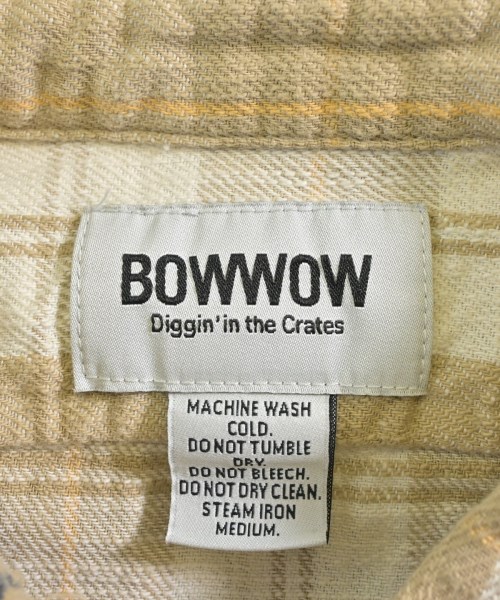 BOWWOW
Diggin' in the Crates
MACHINE WASH
COLD.
DO NOT TUMBLE
DRY.
DO NOT BLEECH.
DO NOT DRY CLEAN.
STEAM IRON
MEDIUM.